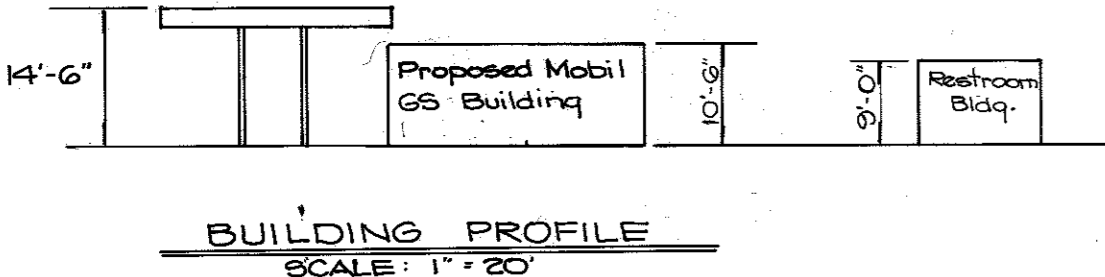 14'-6"
Proposed Mobil
GS Building
10'-6"
9'-0"
Restroom
Bldg.
BUILDING PROFILE
SCALE: 1" = 20'